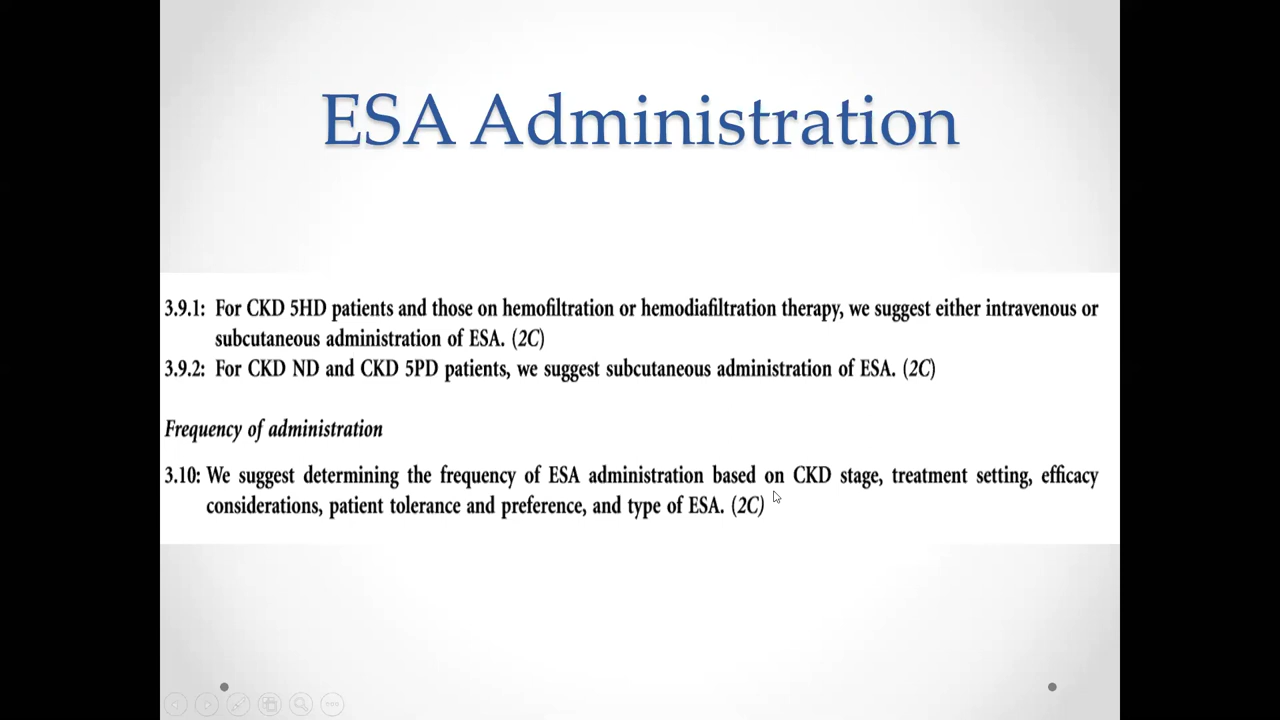 ESA Administration
3.9.1: For CKD 5HD patients and those on hemofiltration or hemodiafiltration therapy, we suggest either intravenous or
subcutaneous administration of ESA. (2C)
3.9.2: For CKD ND and CKD 5PD patients, we suggest subcutaneous administration of ESA. (2C)
Frequency of administration
3.10: We suggest determining the frequency of ESA administration based on CKD stage, treatment setting, efficacy
considerations, patient tolerance and preference, and type of ESA. (2C)